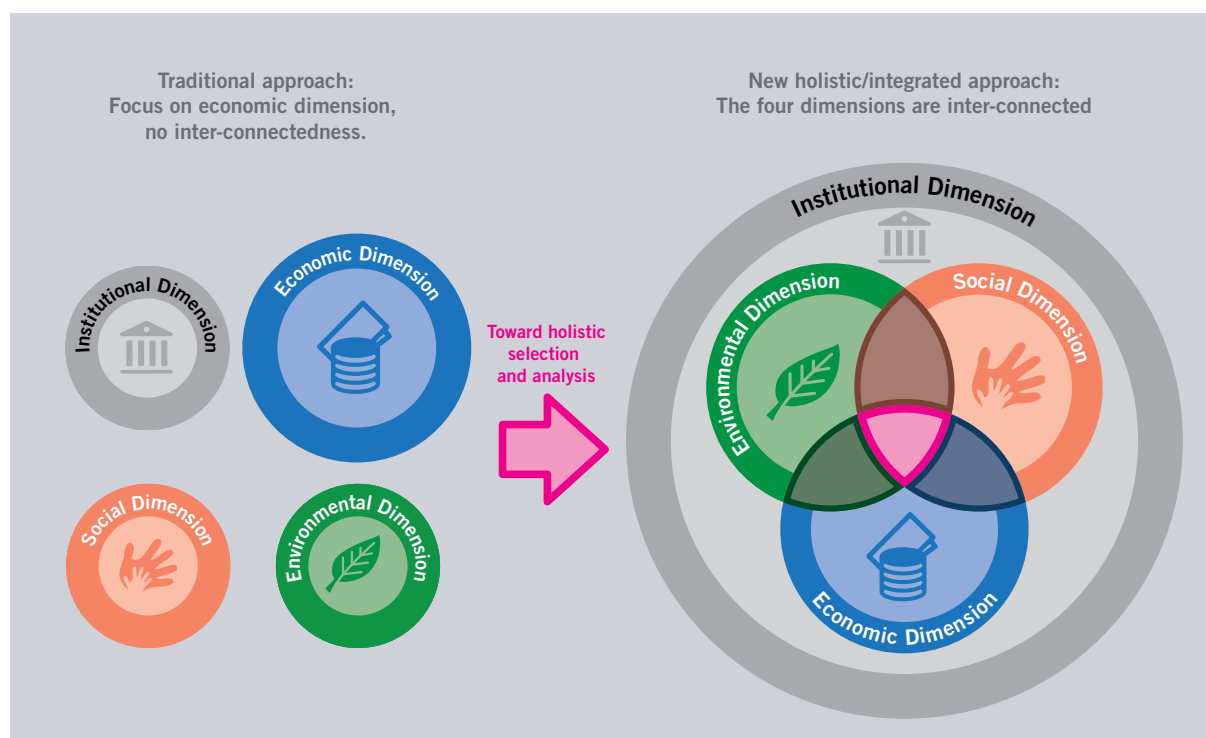 Traditional approach:
Focus on economic dimension,
no inter-connectedness.
Institutional Dimension
Economic Dimension
Social Dimension
Environmental Dimension
Toward holistic
selection
and analysis
New holistic/integrated approach:
The four dimensions are inter-connected
Institutional Dimension
Environmental Dimension
Social Dimension
Economic Dimension